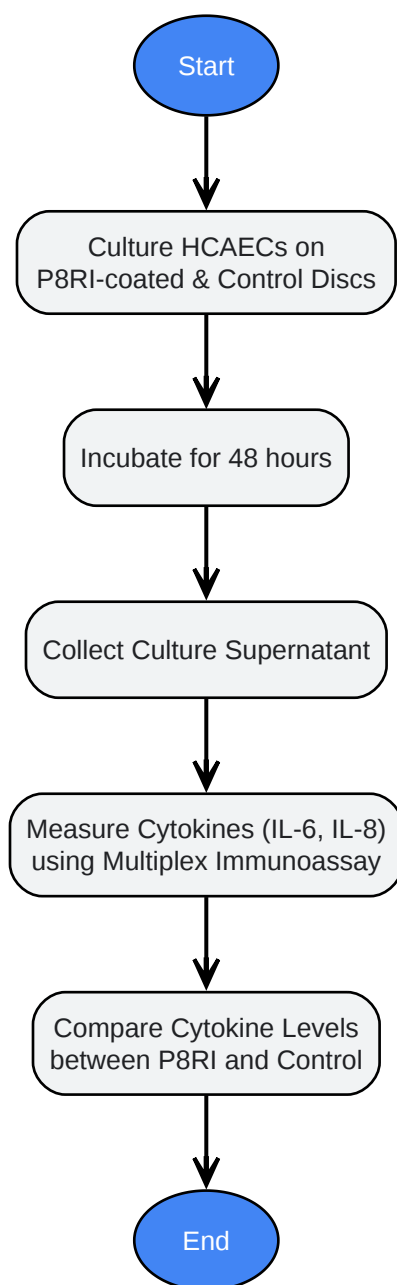 Start
Culture HCAECs on
P8RI-coated & Control Discs
Incubate for 48 hours
Collect Culture Supernatant
Measure Cytokines (IL-6, IL-8)
using Multiplex Immunoassay
Compare Cytokine Levels
between P8RI and Control
End